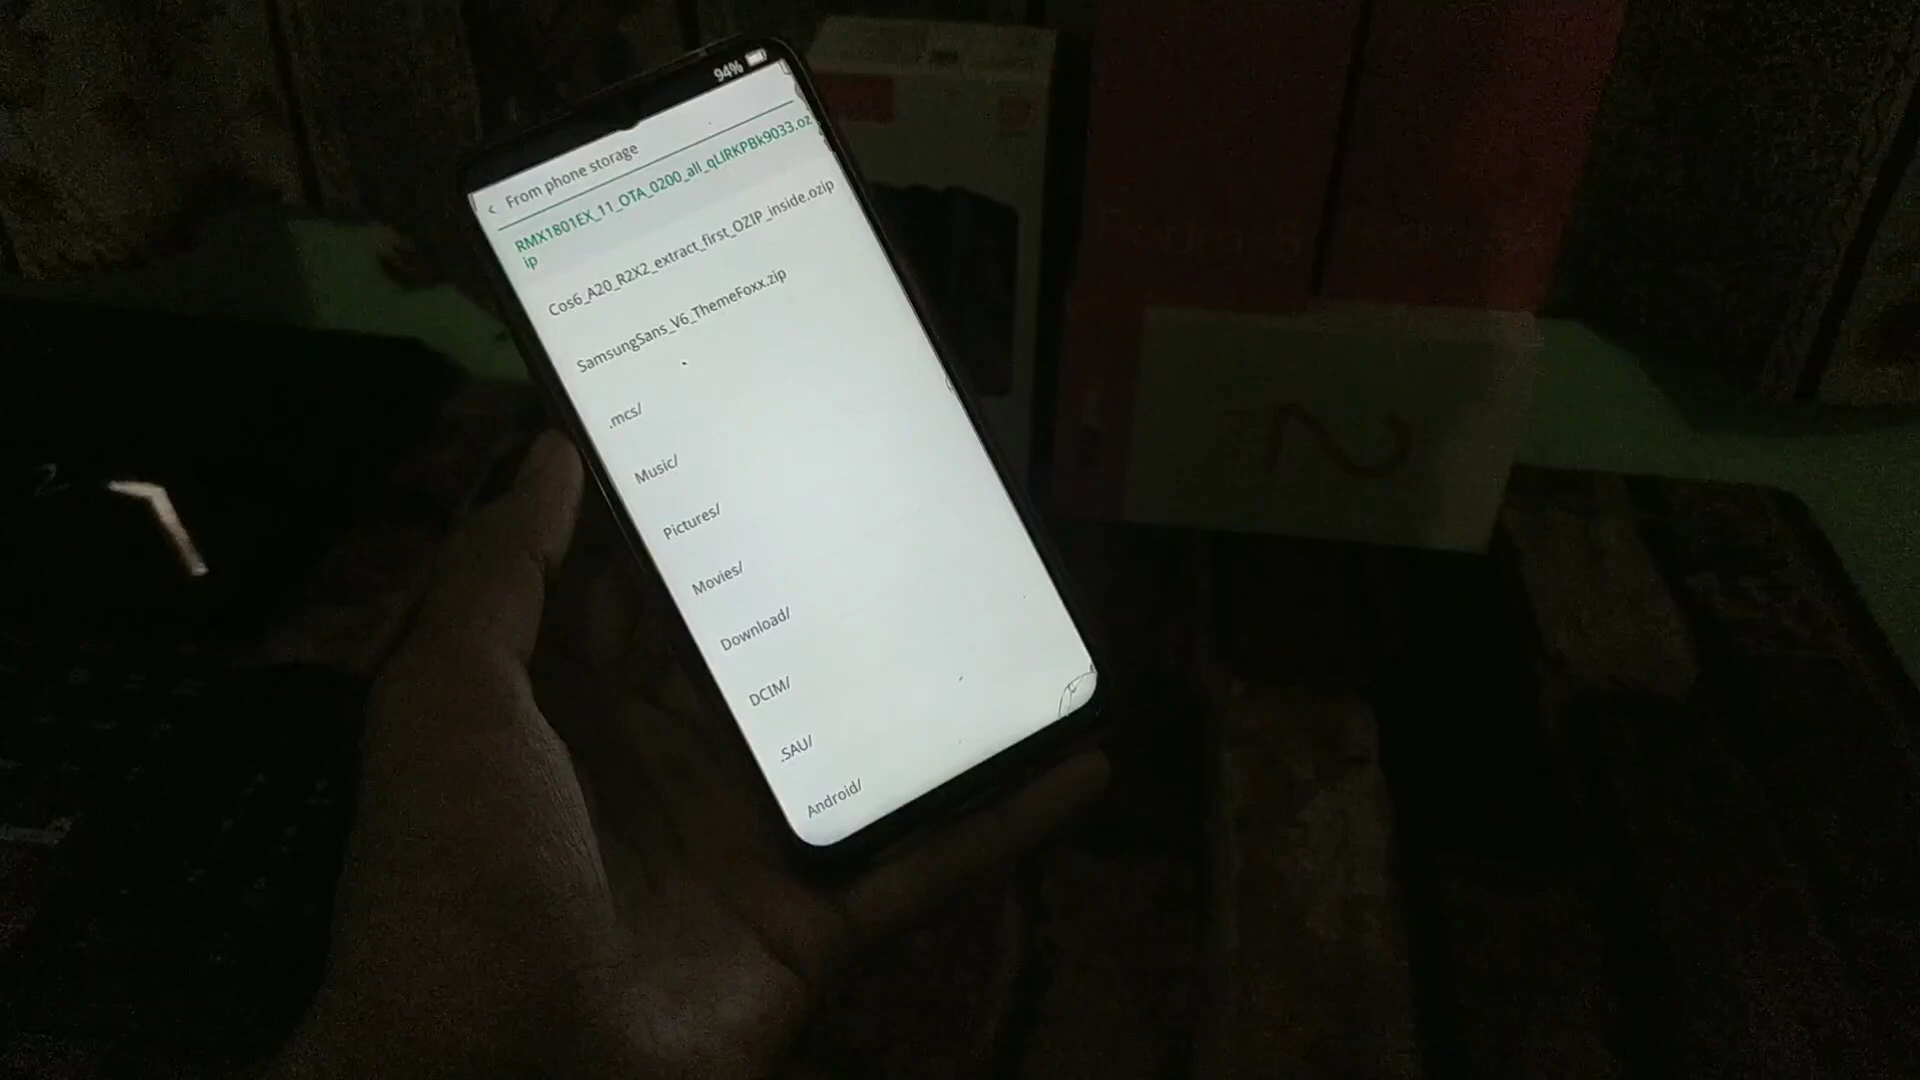 94%
‹ From phone storage
RMX1801EX_11_OTA_0200_all_qLlRKPBk9033.oz
ip
Cos6_A20_R2X2_extract_first_OZIP_inside.ozip
SamsungSans_V6_ThemeFoxx.zip
.mcs/
Music/
Pictures/
Movies/
Download/
DCIM/
.SAU/
Android/
2